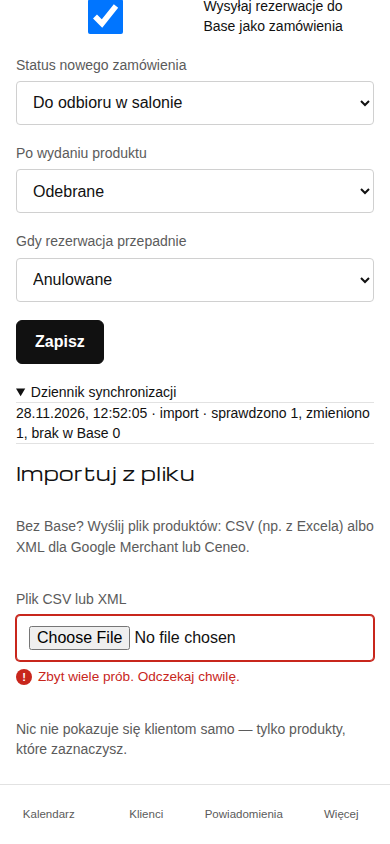 Wysyłaj rezerwacje do
Base jako zamówienia
Status nowego zamówienia
Do odbioru w salonie
Po wydaniu produktu
Odebrane
Gdy rezerwacja przepadnie
Anulowane
Zapisz
▼ Dziennik synchronizacji
28.11.2026, 12:52:05 · import · sprawdzono 1, zmieniono
1, brak w Base 0
Importuj z pliku
Bez Base? Wyślij plik produktów: CSV (np. z Excela) albo
XML dla Google Merchant lub Ceneo.
Plik CSV lub XML
Choose File No file chosen
Zbyt wiele prób. Odczekaj chwilę.
Nic nie pokazuje się klientom samo — tylko produkty,
które zaznaczysz.
Kalendarz Klienci Powiadomienia Więcej